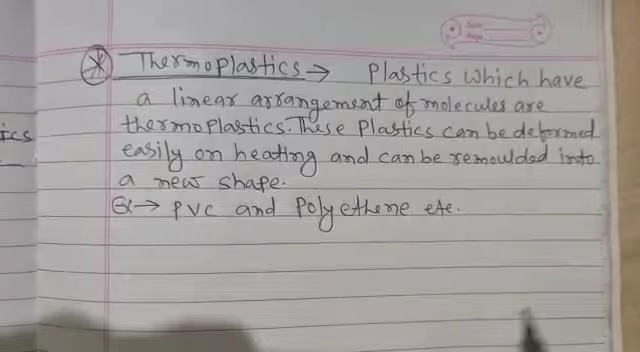 Thermoplastics → Plastics which have
a linear arrangement of molecules are
thermoplastics. These plastics can be deformed
easily on heating and can be remoulded into
a new shape.
Ex → PVC and Polyethene etc.
ics